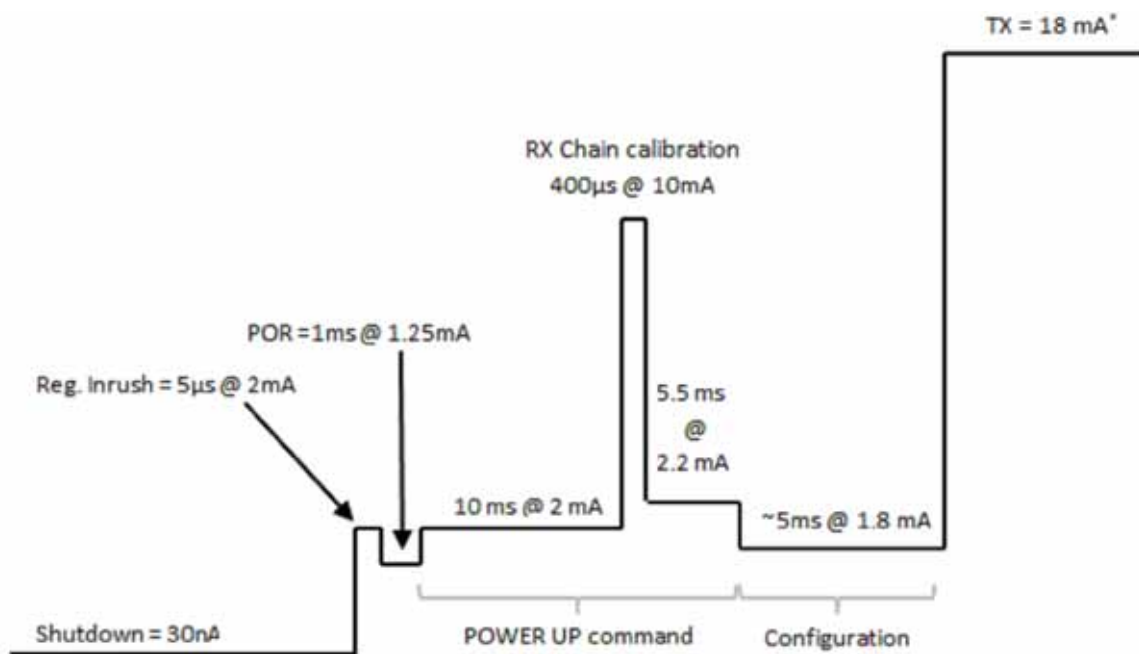 TX = 18 mA*
RX Chain calibration
400µs @ 10mA
POR =1ms @ 1.25mA
Reg. Inrush = 5µs @ 2mA
5.5 ms
@
2.2 mA
10 ms @ 2 mA
~5ms @ 1.8 mA
Shutdown = 30nA
POWER UP command
Configuration